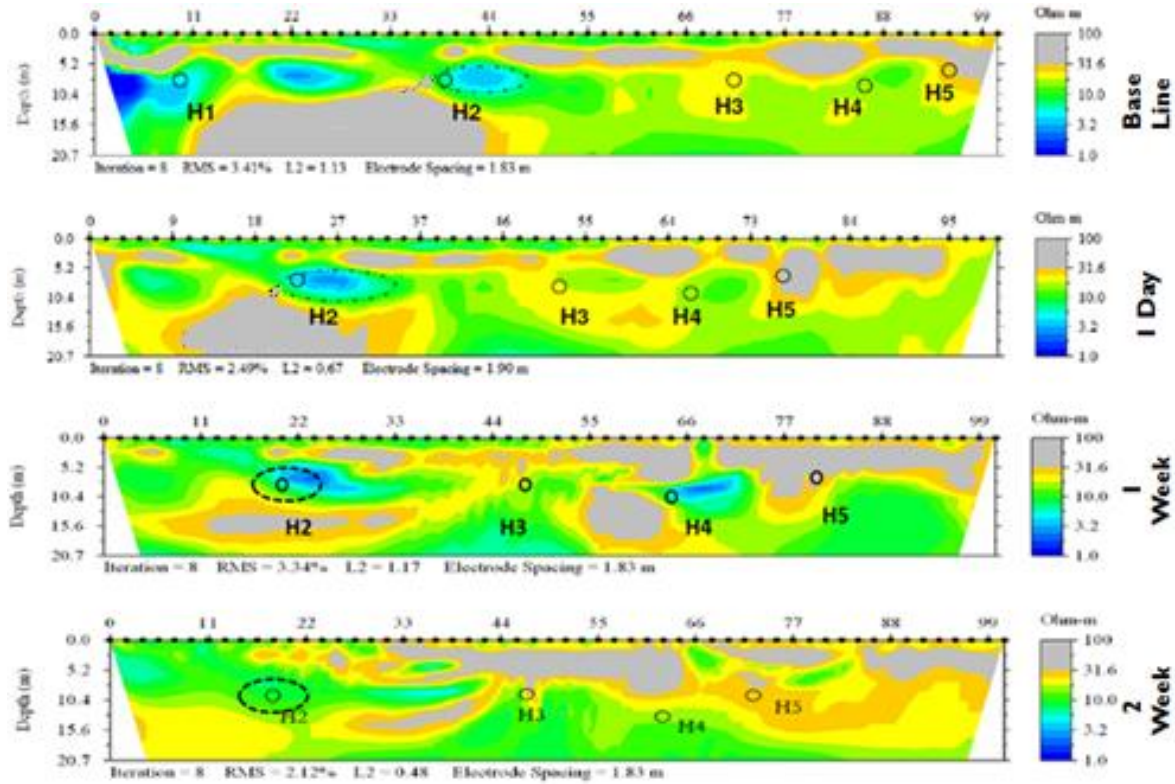 0 11 22 33 44 55 66 77 88 99 Ohm m
0.0 100
5.2 31.6
10.4 10.0
15.6 3.2
20.7 1.0
Depth (m)
H1 H2 H3 H4 H5
Base Line
Iteration = 8 RMS = 3.41% L2 = 1.13 Electrode Spacing = 1.83 m
0 9 18 27 37 46 55 64 73 84 95 Ohm m
0.0 100
5.2 31.6
10.4 10.0
15.6 3.2
20.7 1.0
Depth (m)
H2 H3 H4 H5
1 Day
Iteration = 8 RMS = 2.49% L2 = 0.67 Electrode Spacing = 1.90 m
0 11 22 33 44 55 66 77 88 99 Ohm-m
0.0 100
5.2 31.6
10.4 10.0
15.6 3.2
20.7 1.0
Depth (m)
H2 H3 H4 H5
1 Week
Iteration = 8 RMS = 3.34% L2 = 1.17 Electrode Spacing = 1.83 m
0 11 22 33 44 55 66 77 88 99 Ohm-m
0.0 100
5.2 31.6
10.4 10.0
15.6 3.2
20.7 1.0
Depth (m)
H2 H3 H4 H5
2 Week
Iteration = 8 RMS = 2.12% L2 = 0.48 Electrode Spacing = 1.83 m